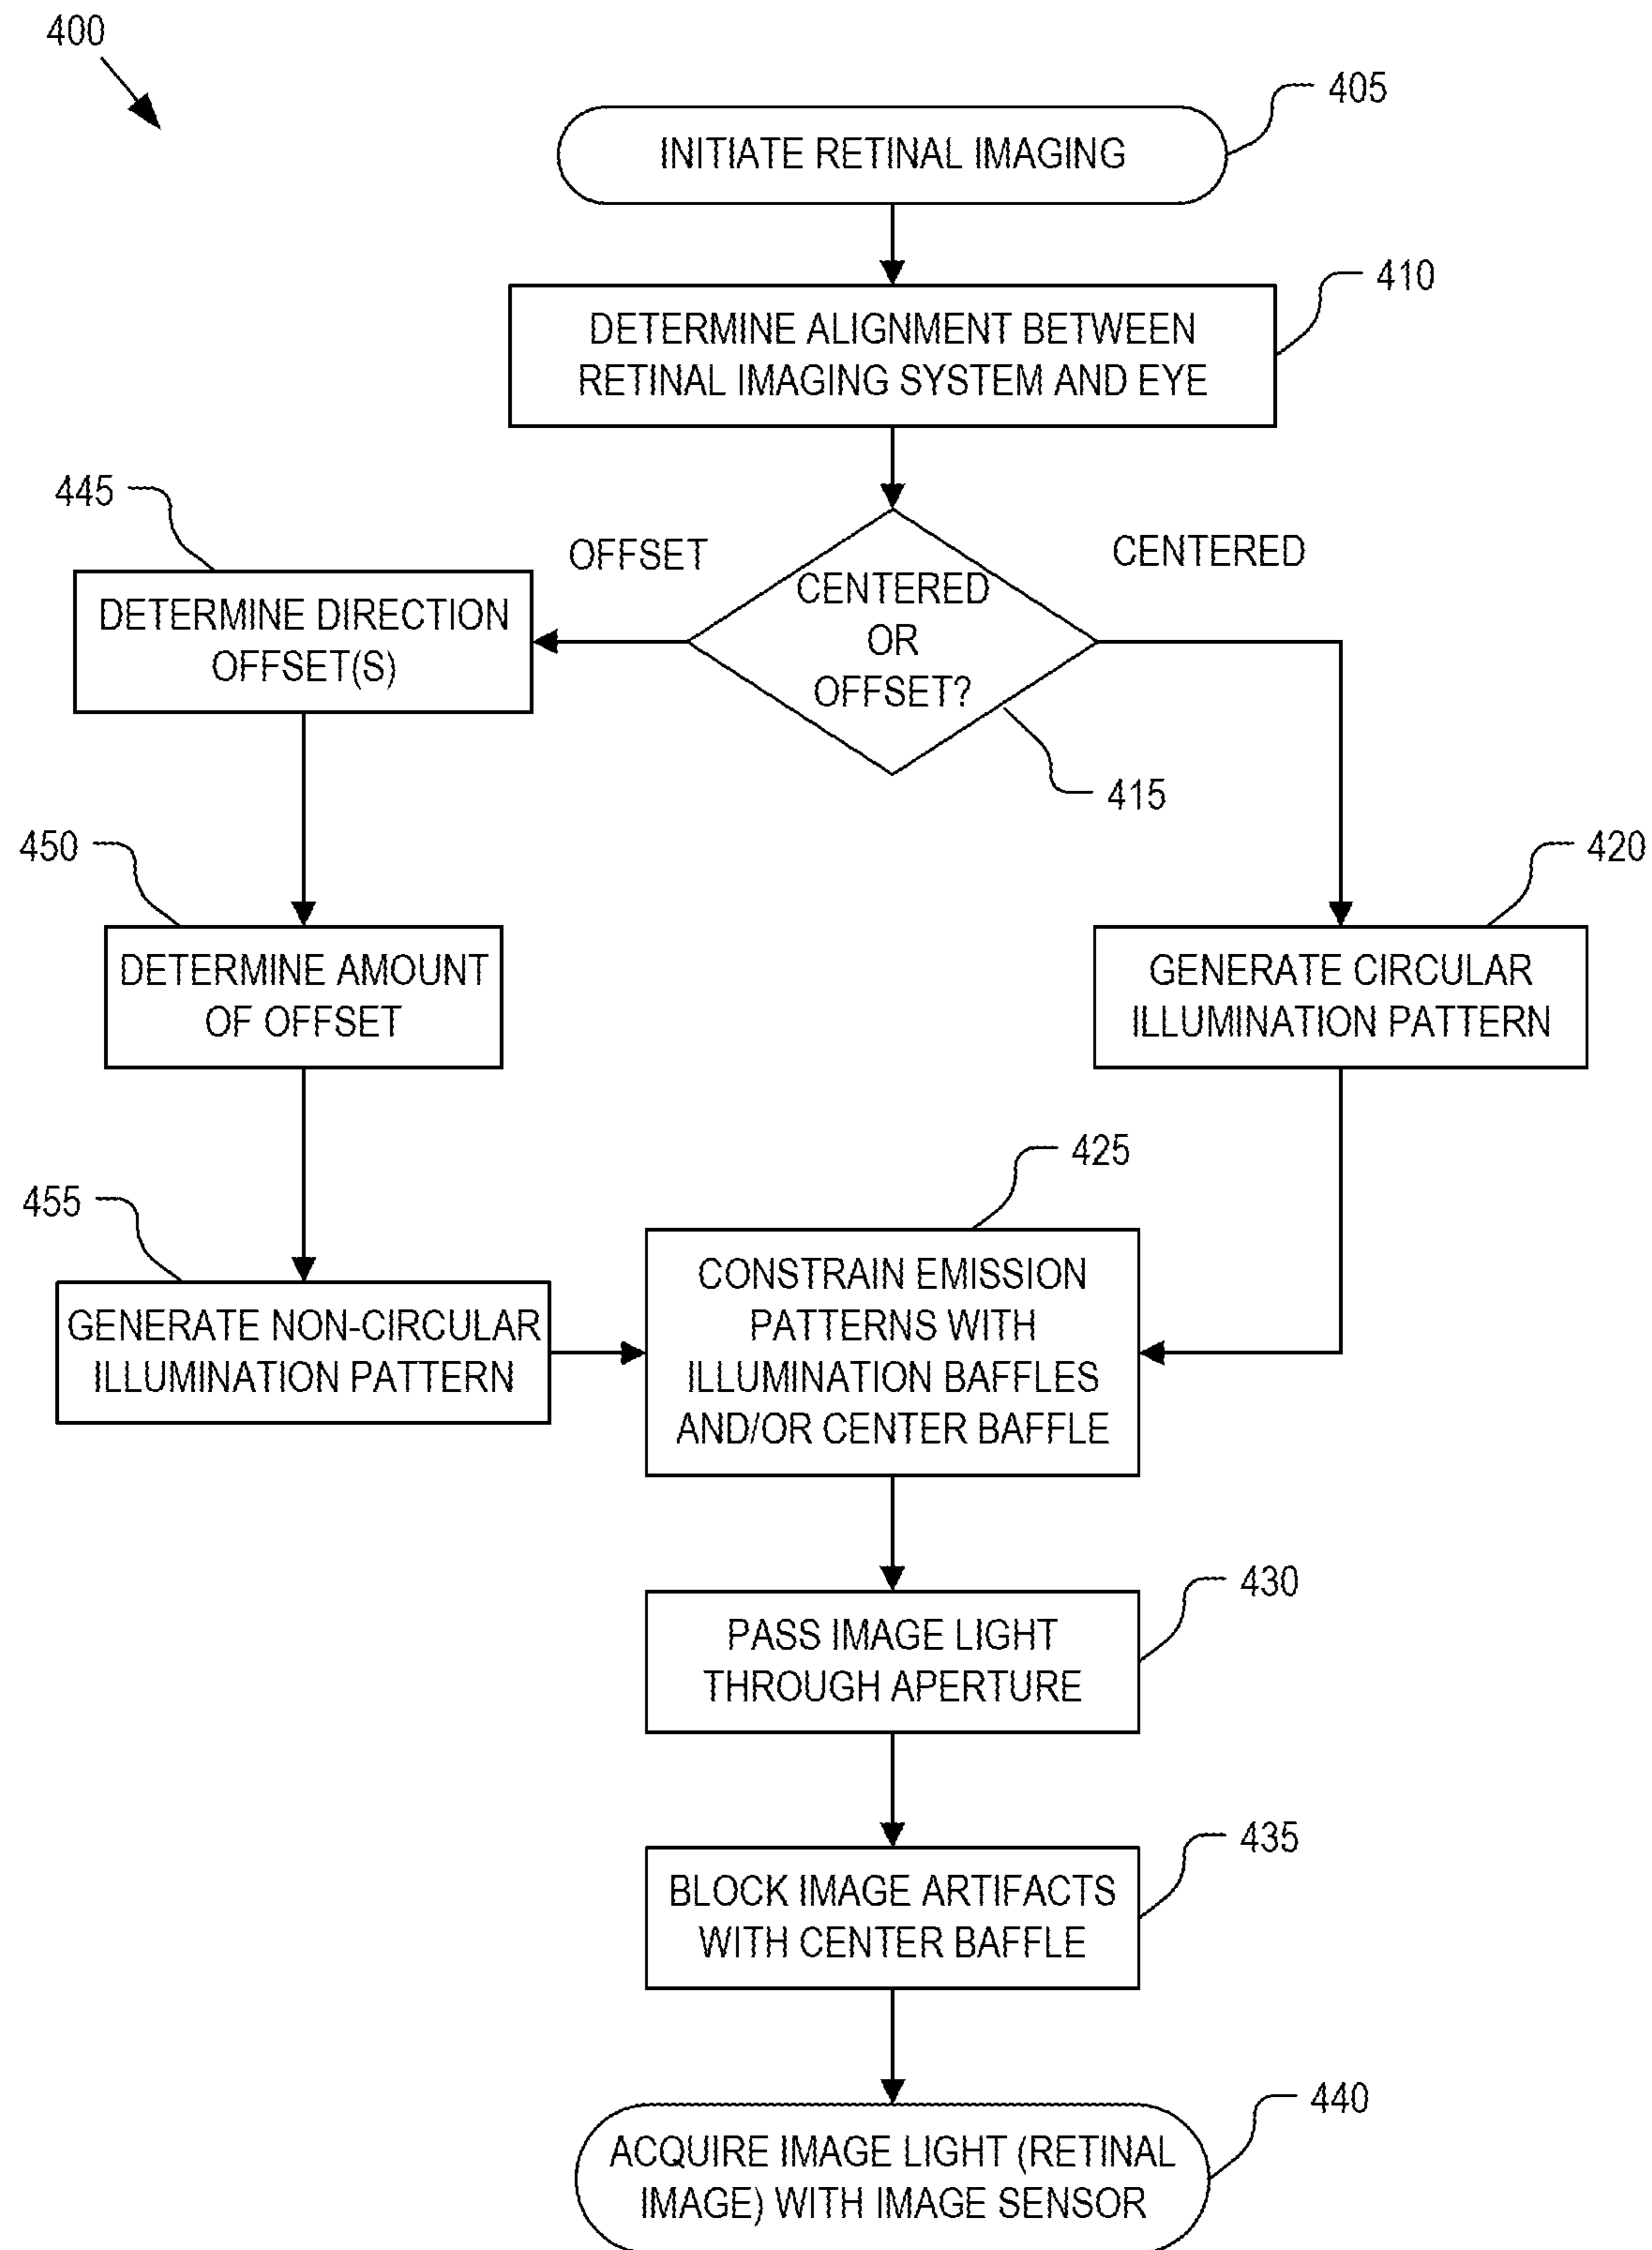 400
405
INITIATE RETINAL IMAGING
410
DETERMINE ALIGNMENT BETWEEN
RETINAL IMAGING SYSTEM AND EYE
445
OFFSET
CENTERED
DETERMINE DIRECTION
OFFSET(S)
CENTERED
OR
OFFSET?
415
450
420
DETERMINE AMOUNT
OF OFFSET
GENERATE CIRCULAR
ILLUMINATION PATTERN
425
455
GENERATE NON-CIRCULAR
ILLUMINATION PATTERN
CONSTRAIN EMISSION
PATTERNS WITH
ILLUMINATION BAFFLES
AND/OR CENTER BAFFLE
430
PASS IMAGE LIGHT
THROUGH APERTURE
435
BLOCK IMAGE ARTIFACTS
WITH CENTER BAFFLE
440
ACQUIRE IMAGE LIGHT (RETINAL
IMAGE) WITH IMAGE SENSOR